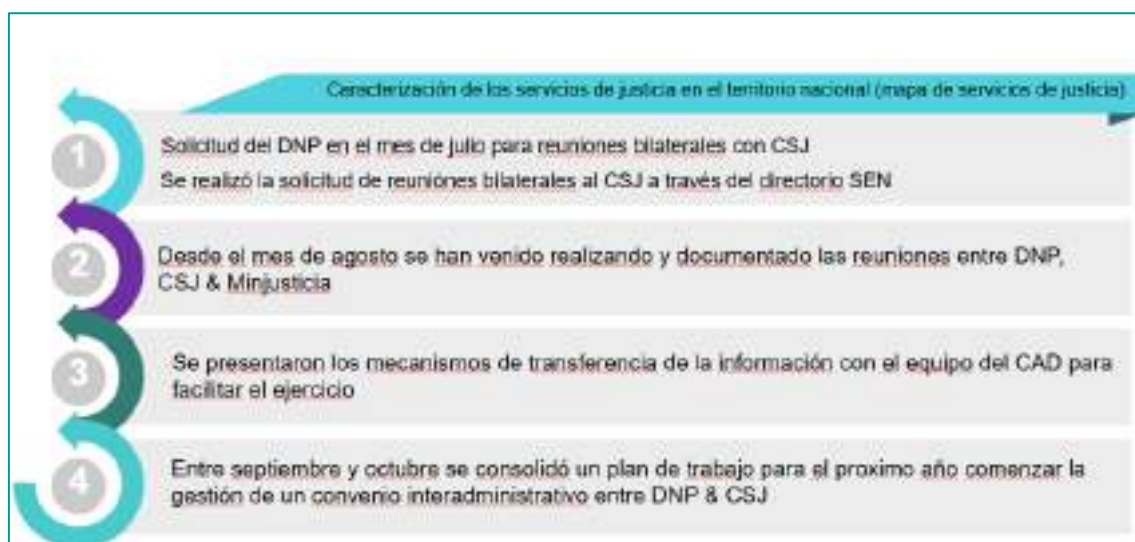 Caracterización de los servicios de justicia en el territorio nacional (mapa de servicios de justicia)
1
Solicitud del DNP en el mes de julio para reuniones bilaterales con CSJ
Se realizó la solicitud de reuniones bilaterales al CSJ a través del directorio SEN
2
Desde el mes de agosto se han venido realizando y documentado las reuniones entre DNP,
CSJ & Minjusticia
3
Se presentaron los mecanismos de transferencia de la información con el equipo del CAD para
facilitar el ejercicio
4
Entre septiembre y octubre se consolidó un plan de trabajo para el proximo año comenzar la
gestión de un convenio interadministrativo entre DNP & CSJ